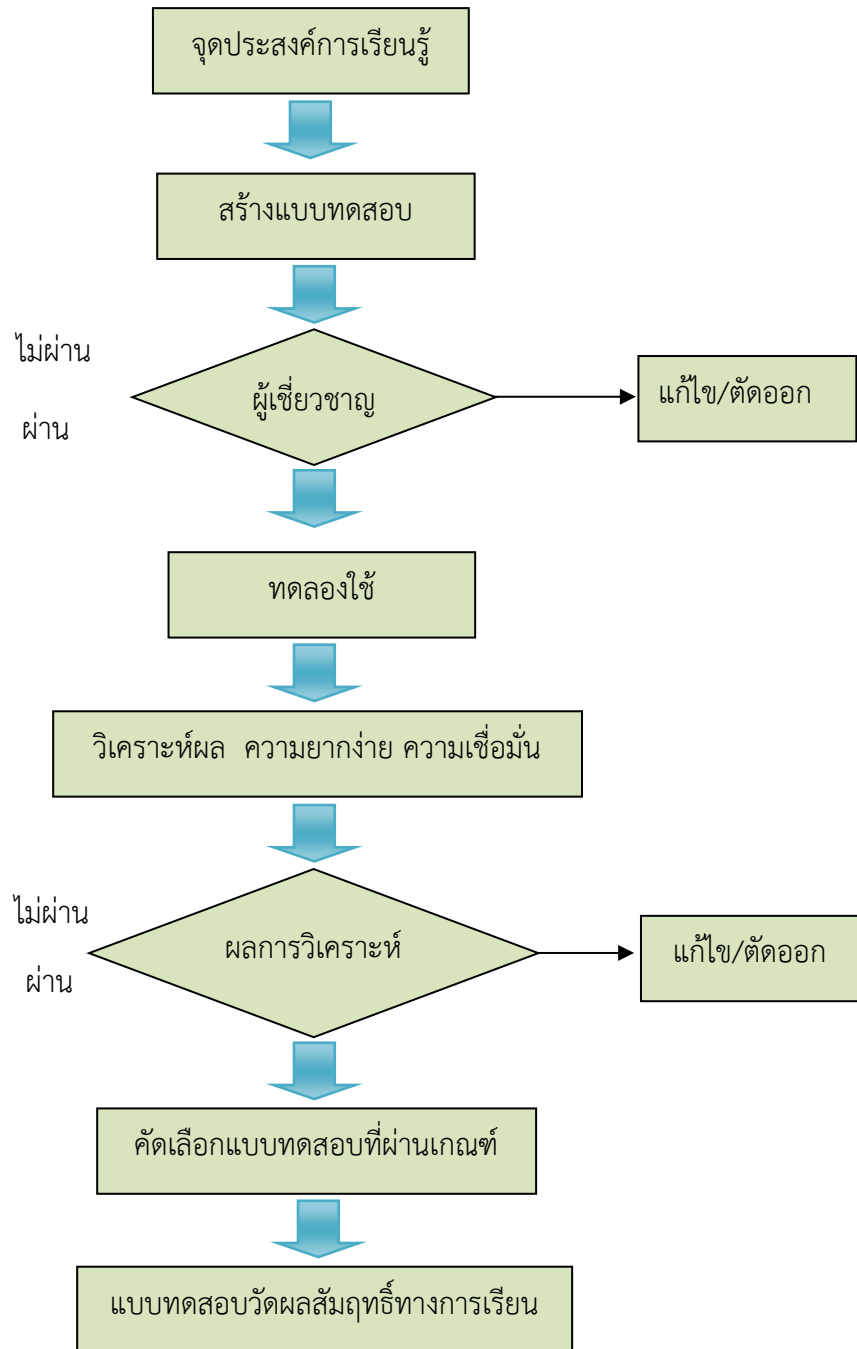 จุดประสงค์การเรียนรู้
สร้างแบบทดสอบ
ไม่ผ่าน
ผู้เชี่ยวชาญ
แก้ไข/ตัดออก
ผ่าน
ทดลองใช้
วิเคราะห์ผล ความยากง่าย ความเชื่อมั่น
ไม่ผ่าน
ผลการวิเคราะห์
แก้ไข/ตัดออก
ผ่าน
คัดเลือกแบบทดสอบที่ผ่านเกณฑ์
แบบทดสอบวัดผลสัมฤทธิ์ทางการเรียน